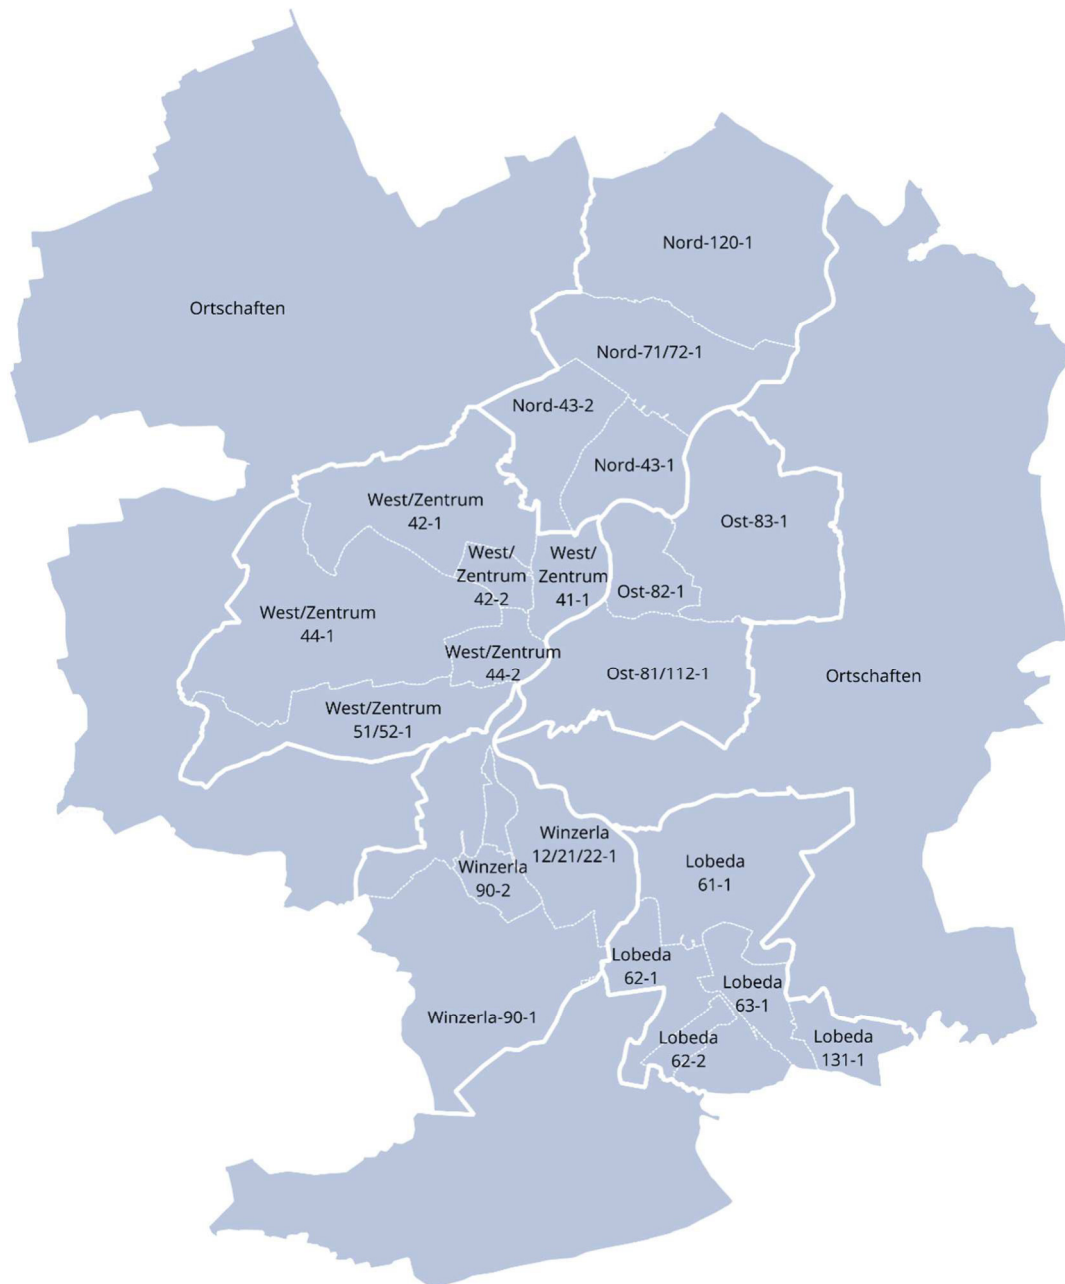 Nord-120-1
Ortschaften
Nord-71/72-1
Nord-43-2
Nord-43-1
West/Zentrum
42-1
Ost-83-1
West/
Zentrum
42-2
West/
Zentrum
41-1
Ost-82-1
West/Zentrum
44-1
West/Zentrum
44-2
Ost-81/112-1
Ortschaften
West/Zentrum
51/52-1
Winzerla
12/21/22-1
Winzerla
90-2
Lobeda
61-1
Lobeda
62-1
Lobeda
63-1
Winzerla-90-1
Lobeda
62-2
Lobeda
131-1